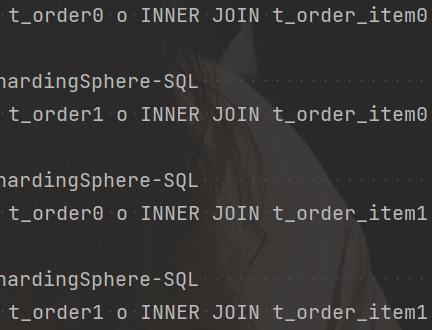 t_order0 o INNER JOIN t_order_item0
hardingSphere-SQL
t_order1 o INNER JOIN t_order_item0
hardingSphere-SQL
t_order0 o INNER JOIN t_order_item1
hardingSphere-SQL
t_order1 o INNER JOIN t_order_item1